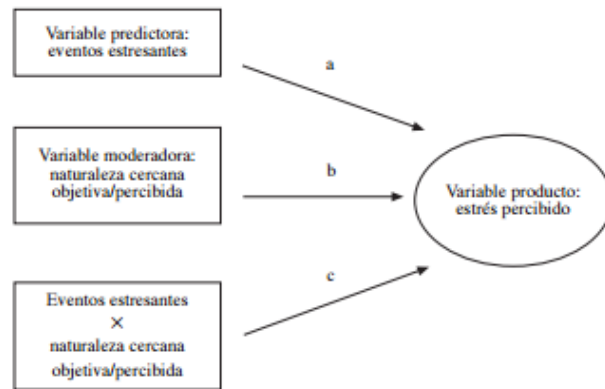 Variable predictora:
eventos estresantes
a
Variable moderadora:
naturaleza cercana
objetiva/percibida
b
Variable producto:
estrés percibido
c
Eventos estresantes
×
naturaleza cercana
objetiva/percibida